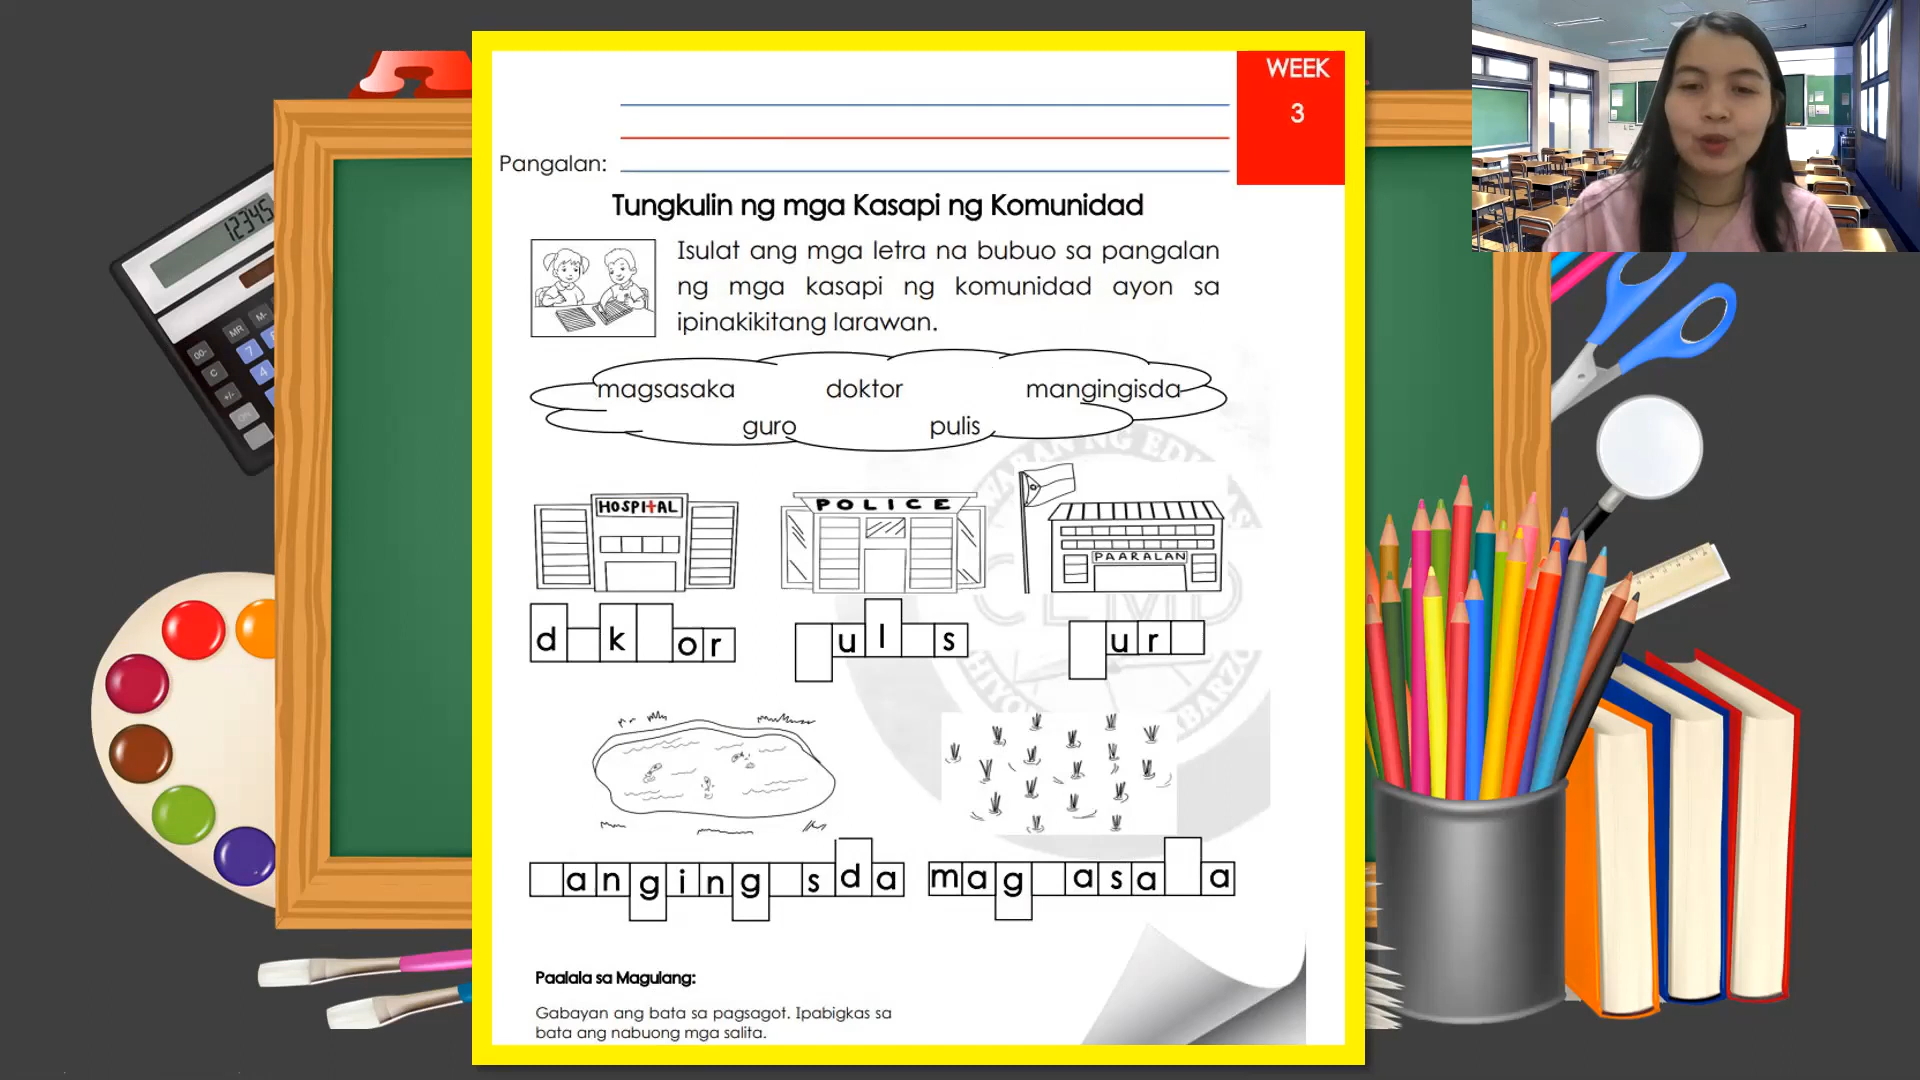 WEEK
3
Pangalan:
Tungkulin ng mga Kasapi ng Komunidad
Isulat ang mga letra na bubuo sa pangalan
ng mga kasapi ng komunidad ayon sa
ipinakikitang larawan.
magsasaka doktor mangingisda
guro pulis
HOSPITAL POLICE PAARALAN
d k o r u l s u r
a n g i n g s d a m a g a s a a
Paalala sa Magulang:
Gabayan ang bata sa pagsagot. Ipabigkas sa
bata ang nabuong mga salita.
12345